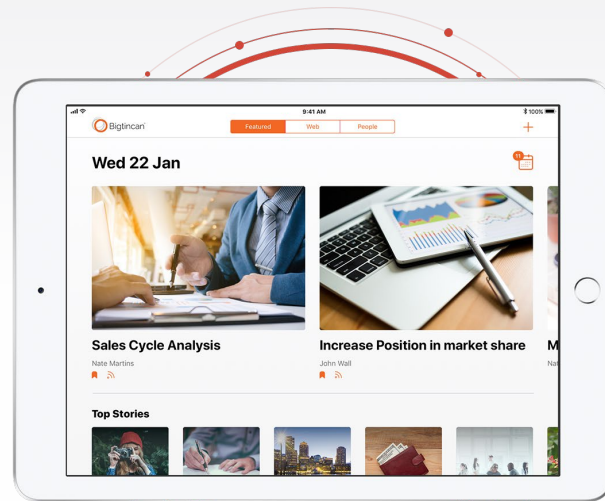 9:41 AM
100%
Bigtincan
Featured
Web
People
Wed 22 Jan
11
Sales Cycle Analysis
Increase Position in market share
M
Nate Martins
John Wall
Nat
Top Stories